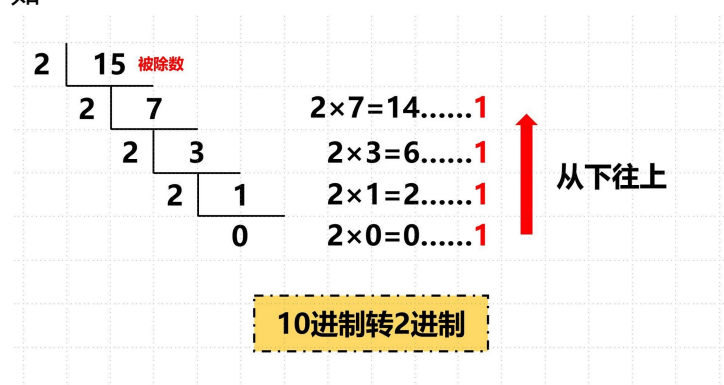 2 15 被除数
2 7 2×7=14......1
2 3 2×3=6......1
2 1 2×1=2......1
0 2×0=0......1
从下往上
10进制转2进制